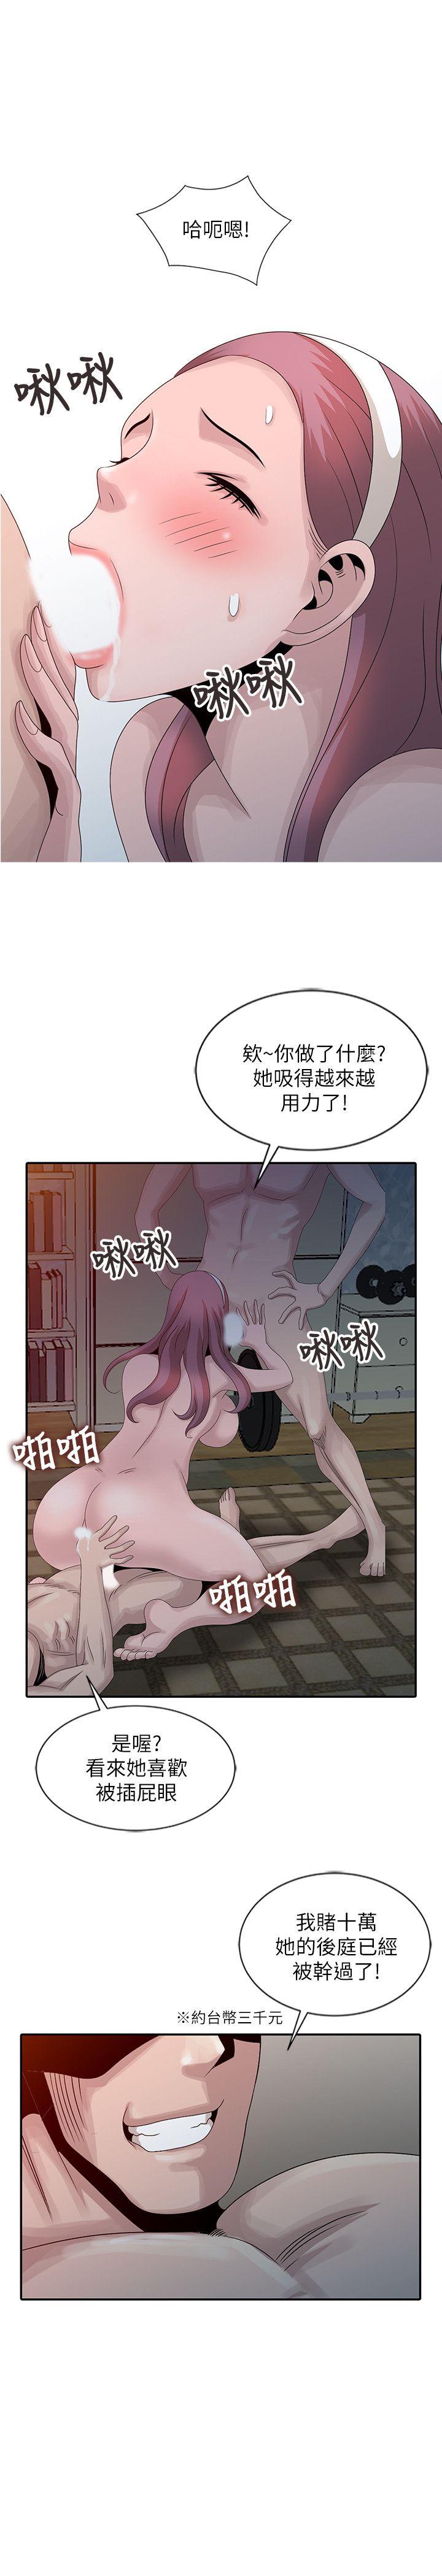 哈呃嗯!
啾啾
啾啾
欸~你做了什麼?
她吸得越來越
用力了!
啾啾
啾啾
啪啪
啪啪
是喔?
看來她喜歡
被插屁眼
我賭十萬
她的後庭已經
被幹過了!
※約台幣三千元